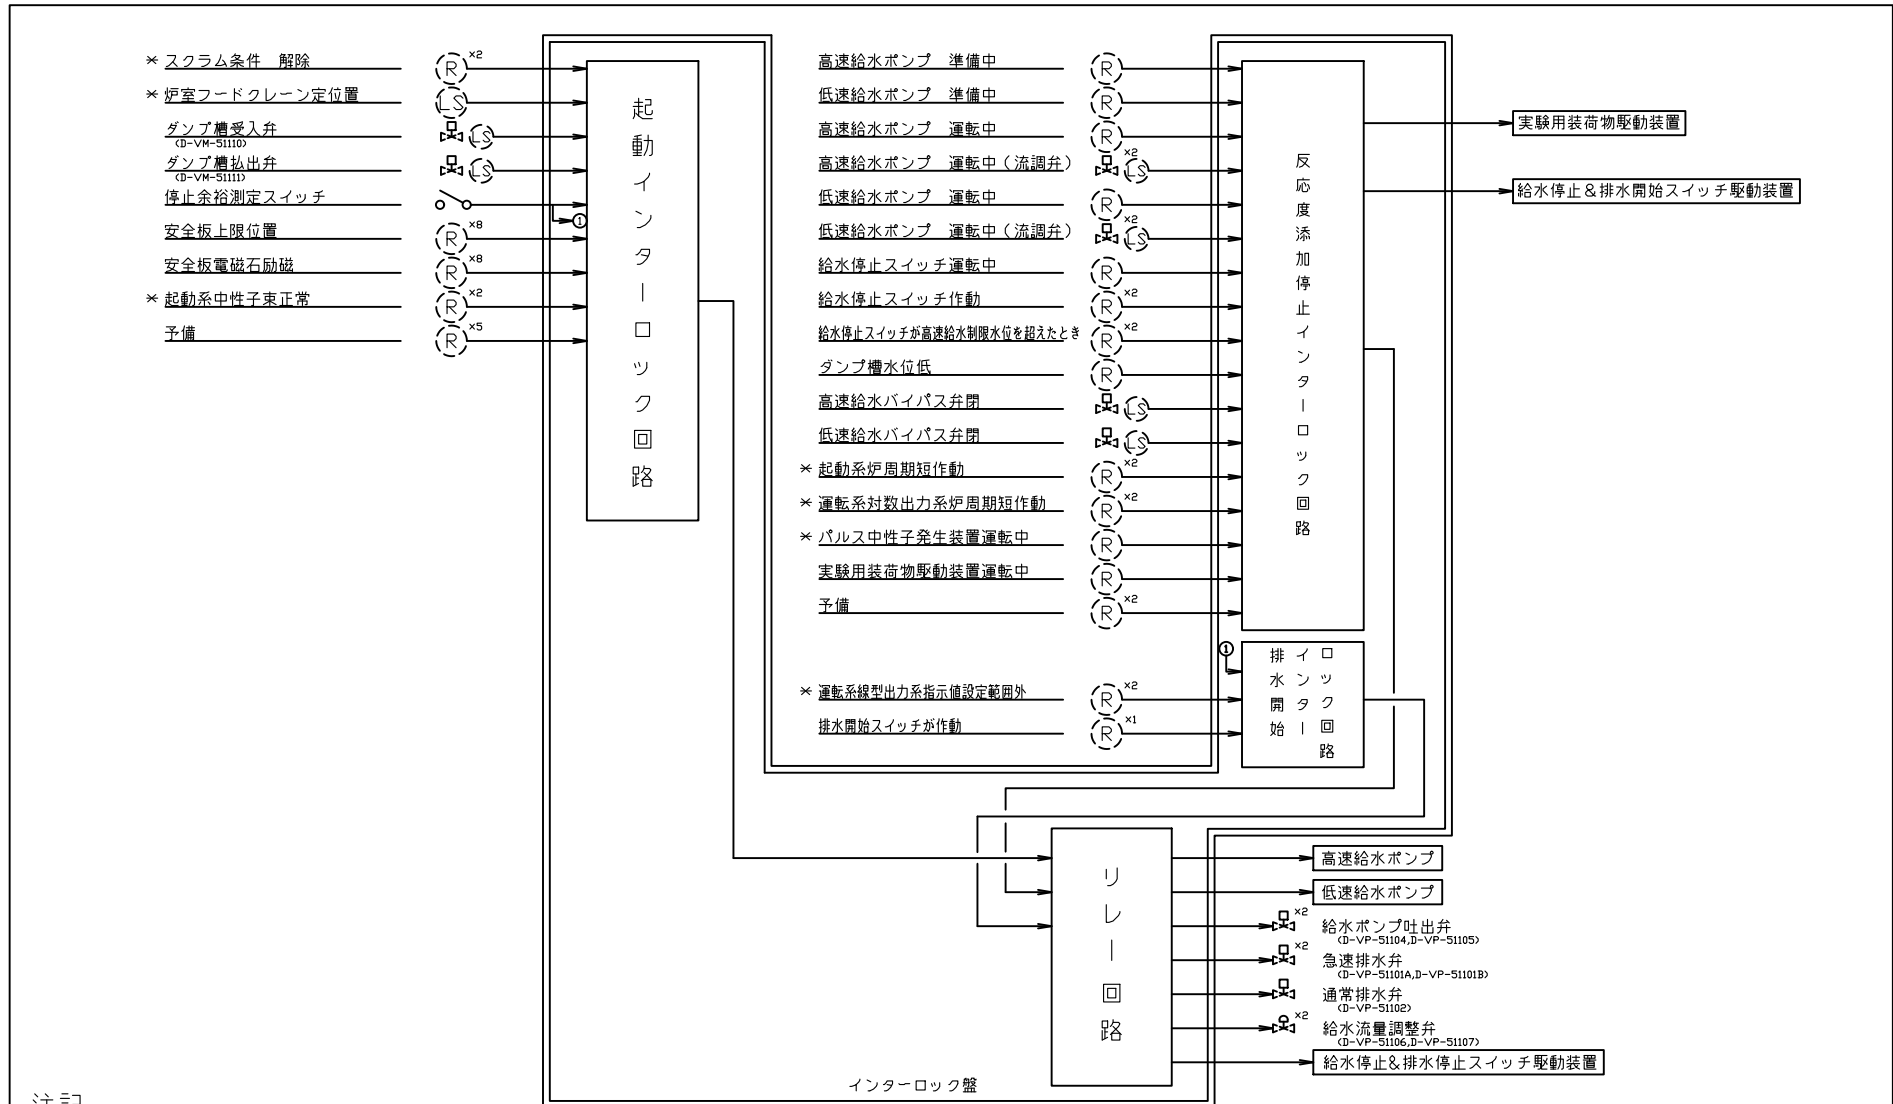 * スクラム条件 解除 R ×2
* 炉室フードクレーン定位置 LS
ダンプ槽受入弁 LS
(D-VM-51110)
ダンプ槽払出弁 LS
(D-VM-51111)
停止余裕測定スイッチ
①
安全板上限位置 R ×8
安全板電磁石励磁 R ×8
* 起動系中性子束正常 R ×2
予備 R ×5
起動インターロック回路
高速給水ポンプ 準備中 R
低速給水ポンプ 準備中 R
高速給水ポンプ 運転中 R
高速給水ポンプ 運転中(流調弁) ×2 LS
低速給水ポンプ 運転中 R
低速給水ポンプ 運転中(流調弁) ×2 LS
給水停止スイッチ運転中 R
給水停止スイッチ作動 R ×2
給水停止スイッチが高速給水制限水位を超えたとき R ×2
ダンプ槽水位低 R
高速給水バイパス弁閉 LS
低速給水バイパス弁閉 LS
* 起動系炉周期短作動 R ×2
* 運転系対数出力系炉周期短作動 R ×2
* パルス中性子発生装置運転中 R
実験用装荷物駆動装置運転中 R
予備 R ×2
反応度添加停止インターロック回路
実験用装荷物駆動装置
給水停止&排水開始スイッチ駆動装置
①
* 運転系線型出力系指示値設定範囲外 R ×2
排水開始スイッチが作動 R ×1
排水開始
インター
ロック回路
リレー回路
高速給水ポンプ
低速給水ポンプ
×2 給水ポンプ吐出弁
(D-VP-51104,D-VP-51105)
×2 急速排水弁
(D-VP-51101A,D-VP-51101B)
通常排水弁
(D-VP-51102)
×2 給水流量調整弁
(D-VP-51106,D-VP-51107)
給水停止&排水停止スイッチ駆動装置
インターロック盤
注記